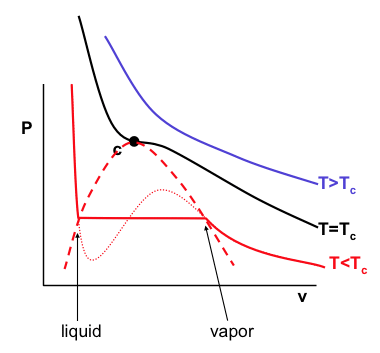 P
c
T>Tc
T=Tc
T<Tc
v
liquid
vapor